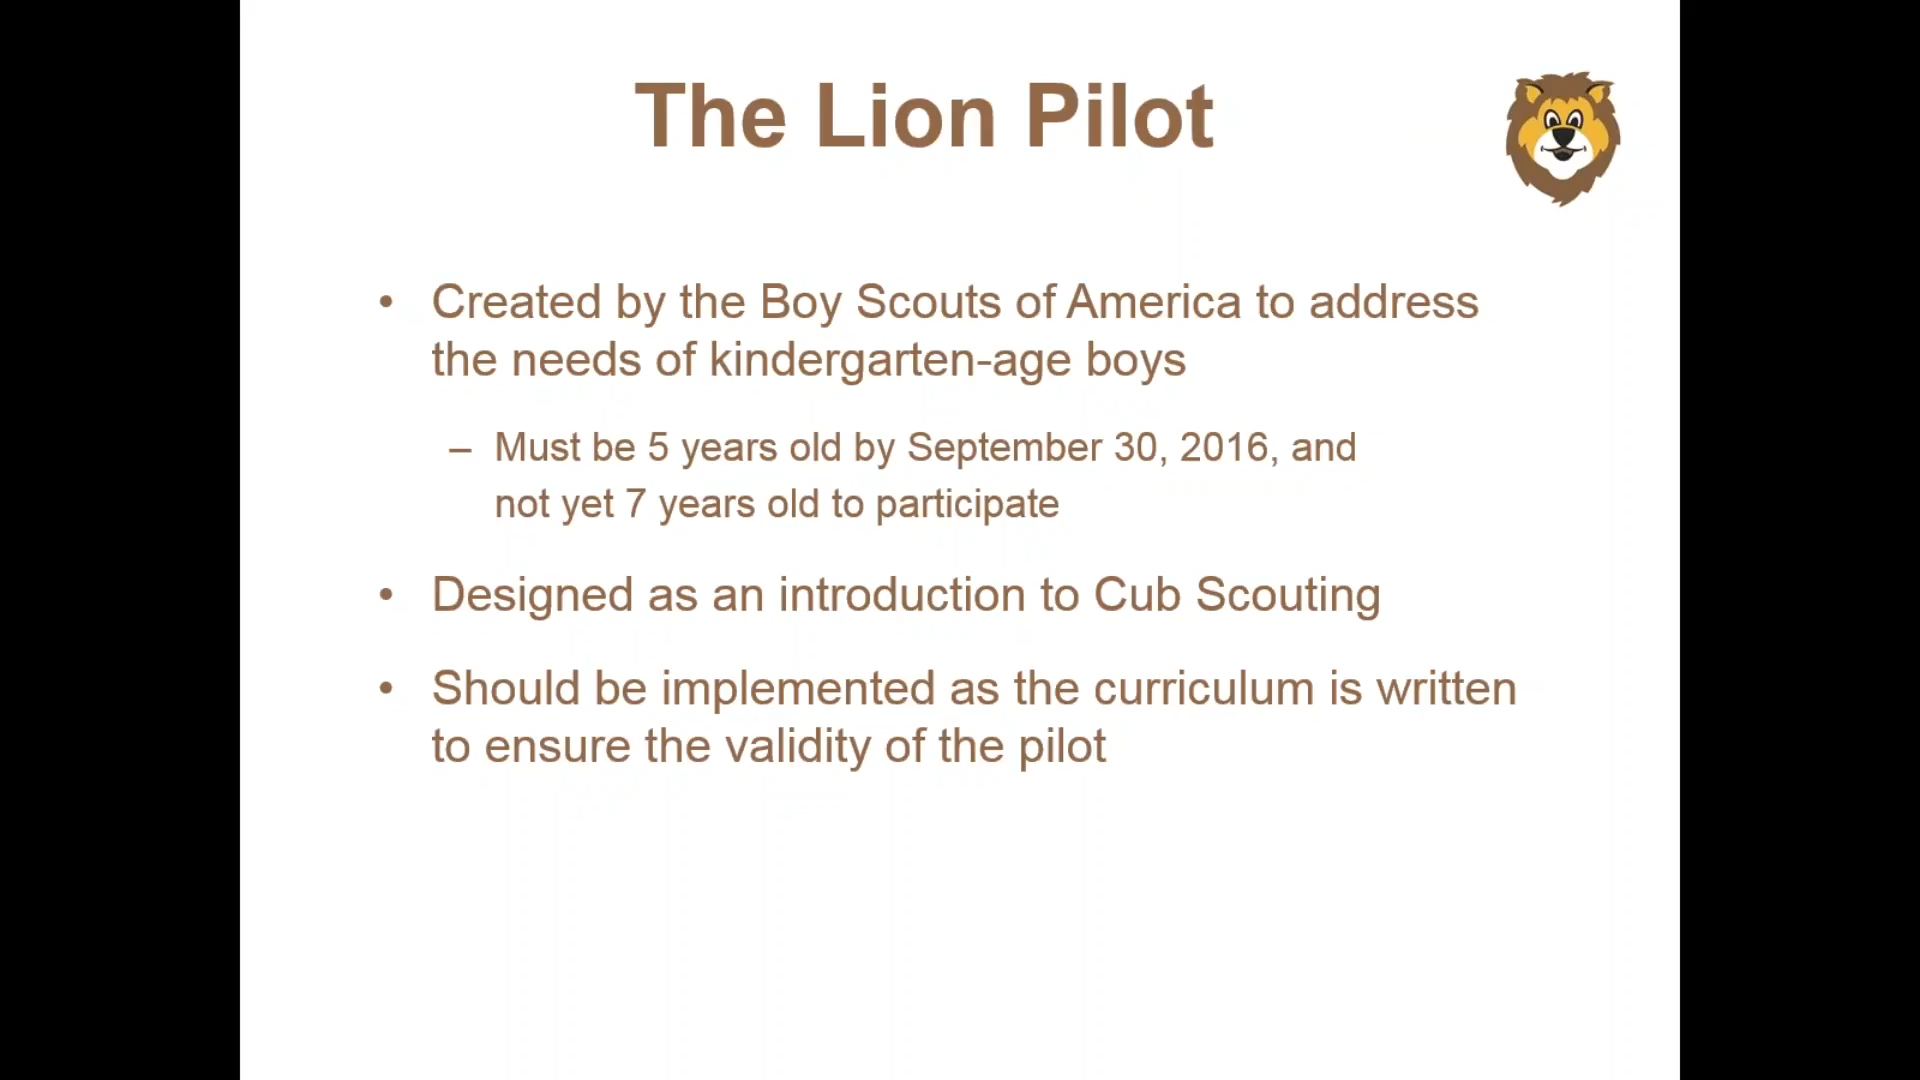 The Lion Pilot
• Created by the Boy Scouts of America to address
the needs of kindergarten-age boys
– Must be 5 years old by September 30, 2016, and
not yet 7 years old to participate
• Designed as an introduction to Cub Scouting
• Should be implemented as the curriculum is written
to ensure the validity of the pilot